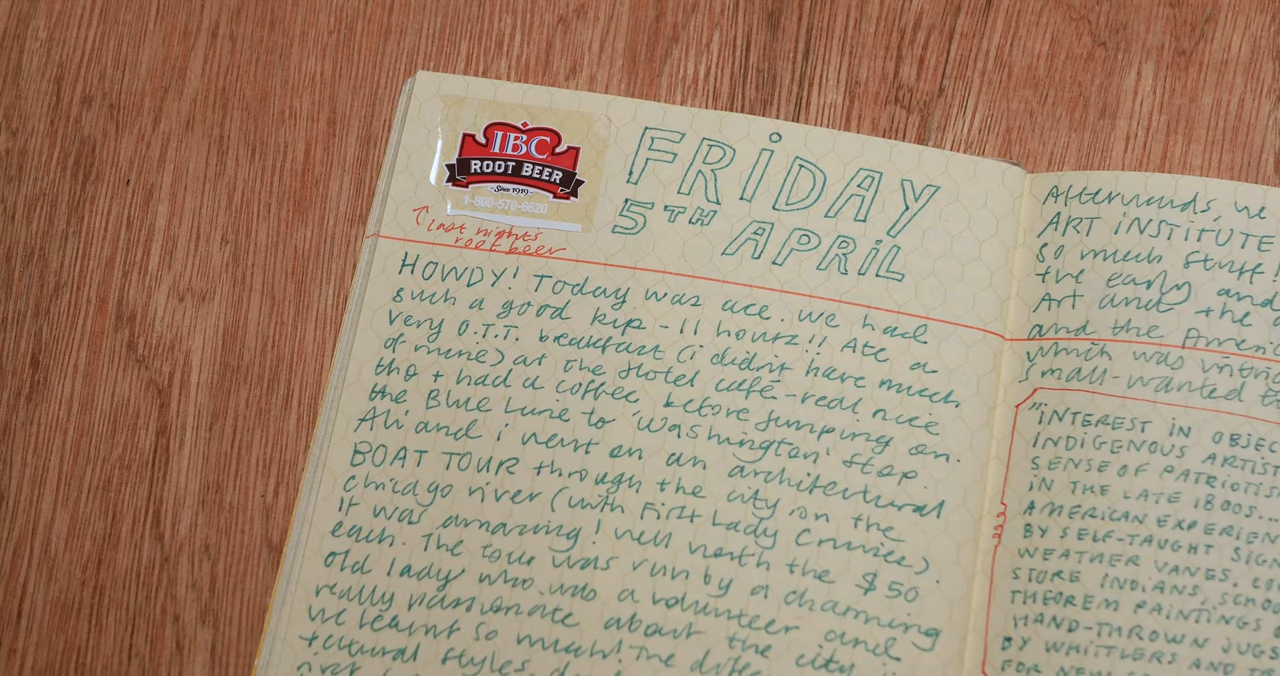 IBC
ROOT BEER
Since 1919
1-800-570-6620
last nights
root beer
FRiDAY
5TH APRiL
HOWDY! Today was ace. we had
such a good kip - 11 hours!! Ate a
very O.T.T. breakfast (i didn't have much
of mine) at the Hotel café - real nice
tho + had a coffee before jumping on
the Blue Line to 'Washington' stop.
Ali and i went on an architectural
BOAT TOUR through the city on the
Chicago river (with First Lady Cruises).
It was amazing! well worth the $50
each. The tour was run by a charming
old lady who was a volunteer and
really passionate about the city
we learnt so much! The
styles
Afterwards, we
ART INSTITUTE
so much stuff!
the early and
Art and the
and the Ameri
which was
small-wanted
"INTEREST IN OBJEC
INDIGENOUS ARTIST
SENSE OF PATRIOTIS
IN THE LATE 1800S...
AMERICAN EXPERIEN
BY SELF-TAUGHT SIGN
WEATHER VANES, CO
STORE INDIANS, SCHOO
THEOREM PAINTINGS
HAND-THROWN JUGS
BY WHITTLERS AND
FOR NEW